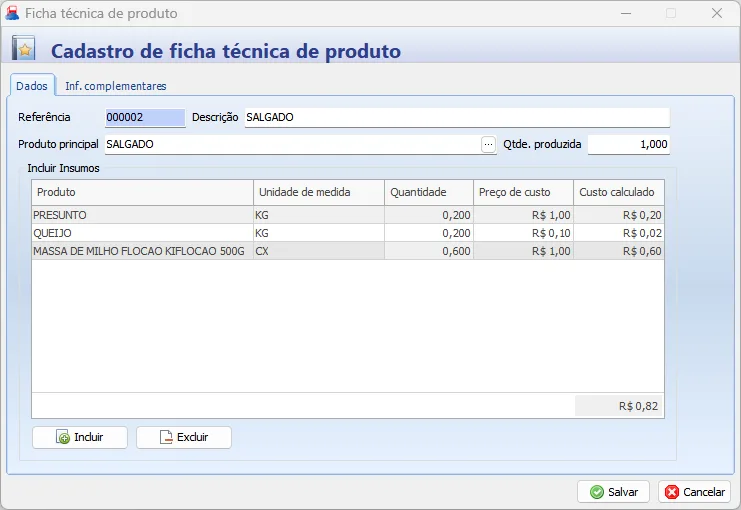 Ficha técnica de produto
Cadastro de ficha técnica de produto
Dados Inf. complementares
Referência 000002 Descrição SALGADO
Produto principal SALGADO ... Qtde. produzida 1,000
Incluir Insumos
Produto Unidade de medida Quantidade Preço de custo Custo calculado
PRESUNTO KG 0,200 R$ 1,00 R$ 0,20
QUEIJO KG 0,200 R$ 0,10 R$ 0,02
MASSA DE MILHO FLOCAO KIFLOCAO 500G CX 0,600 R$ 1,00 R$ 0,60
R$ 0,82
Incluir Excluir
Salvar Cancelar